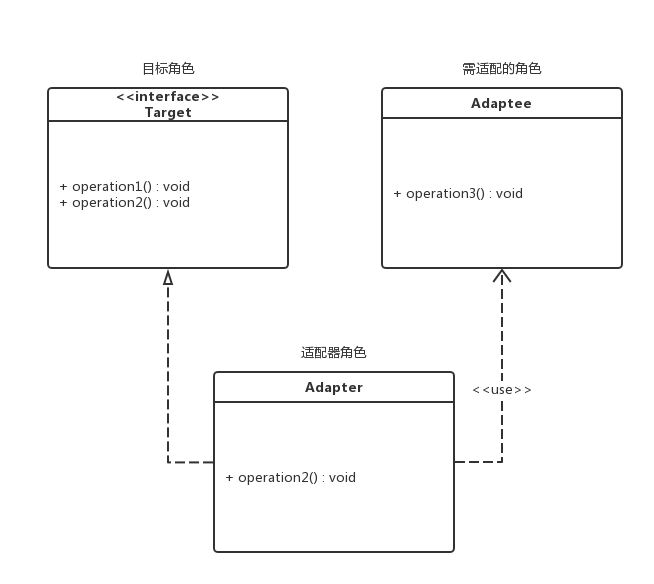 目标角色
<<interface>>
Target
+ operation1() : void
+ operation2() : void
需适配的角色
Adaptee
+ operation3() : void
适配器角色
Adapter
+ operation2() : void
<<use>>